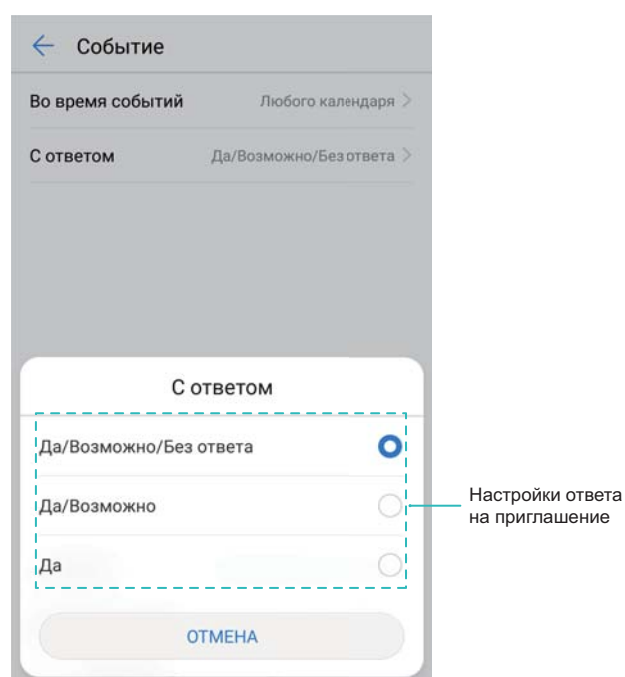 Событие
Во время событий Любого календаря
С ответом Да/Возможно/Без ответа
С ответом
Да/Возможно/Без ответа
Да/Возможно
Настройки ответа
на приглашение
Да
ОТМЕНА